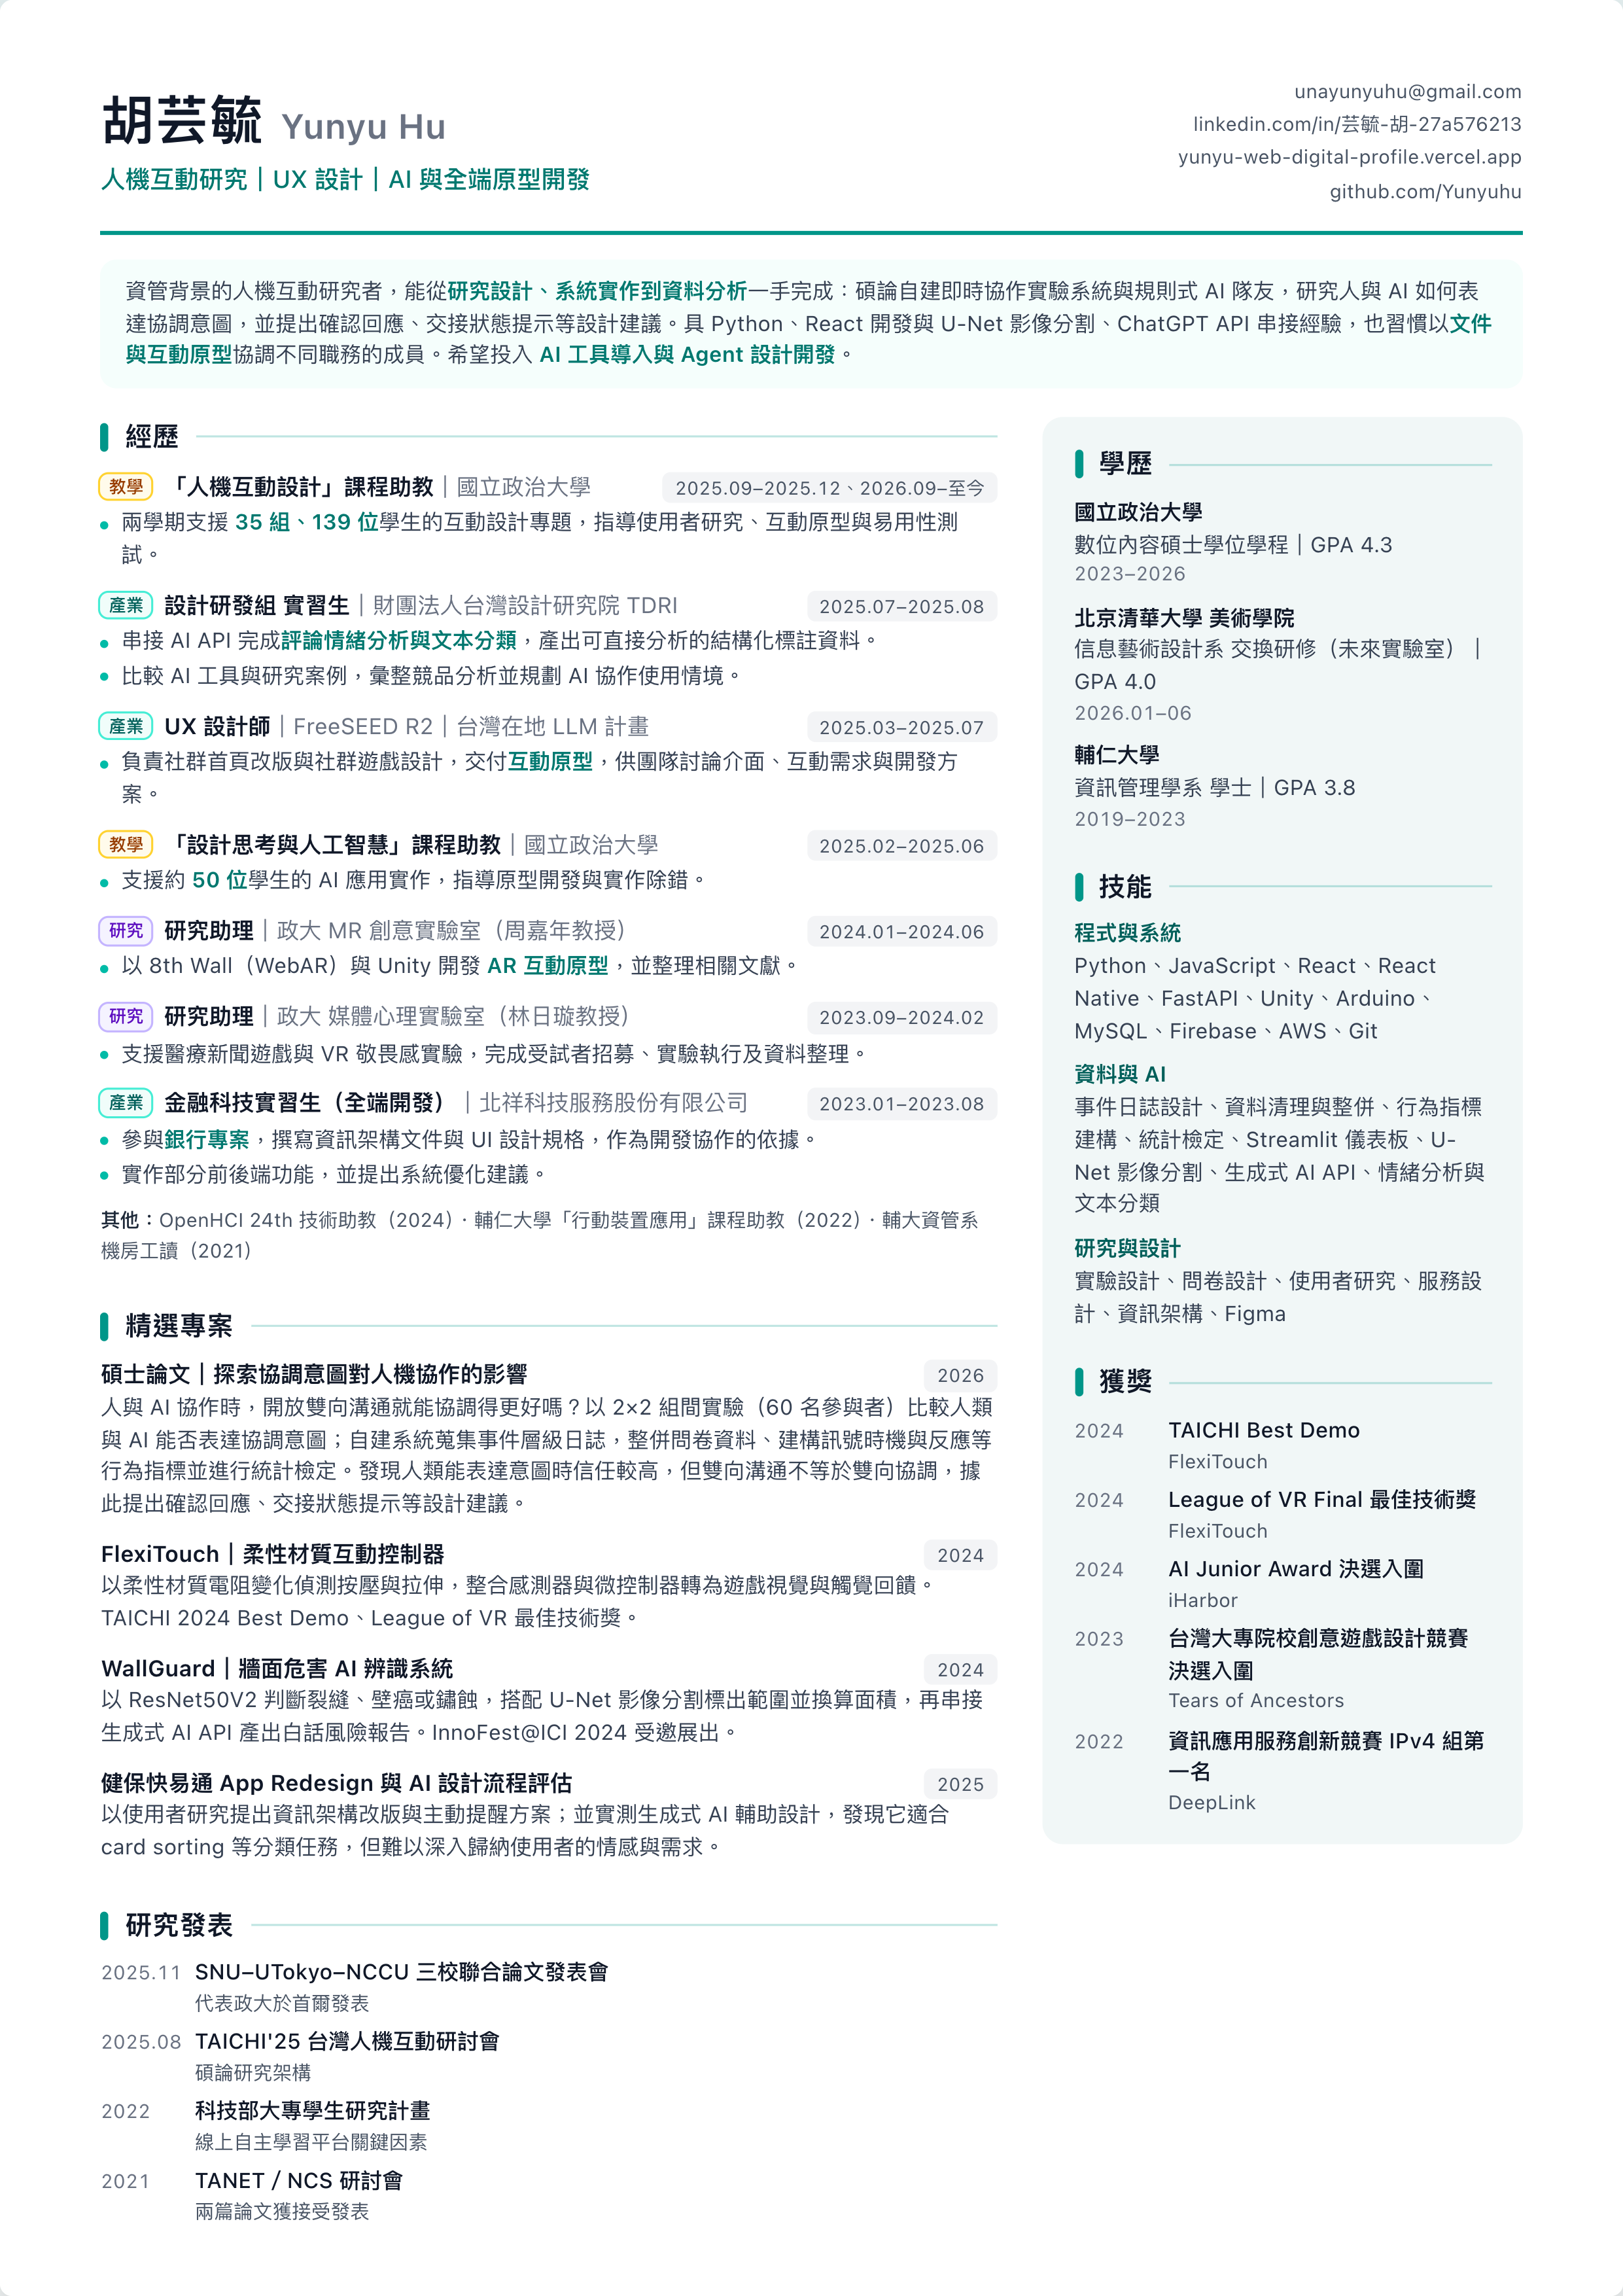 胡芸毓 Yunyu Hu
人機互動研究｜UX 設計｜AI 與全端原型開發
unayunyuhu@gmail.com
linkedin.com/in/芸毓-胡-27a576213
yunyu-web-digital-profile.vercel.app
github.com/Yunyuhu
資管背景的人機互動研究者，能從研究設計、系統實作到資料分析一手完成：碩論自建即時協作實驗系統與規則式 AI 隊友，研究人與 AI 如何表
達協調意圖，並提出確認回應、交接狀態提示等設計建議。具 Python、React 開發與 U-Net 影像分割、ChatGPT API 串接經驗，也習慣以文件
與互動原型協調不同職務的成員。希望投入 AI 工具導入與 Agent 設計開發。
經歷
教學 「人機互動設計」課程助教｜國立政治大學 2025.09–2025.12、2026.09–至今
兩學期支援 35 組、139 位學生的互動設計專題，指導使用者研究、互動原型與易用性測
試。
產業 設計研發組 實習生｜財團法人台灣設計研究院 TDRI 2025.07–2025.08
串接 AI API 完成評論情緒分析與文本分類，產出可直接分析的結構化標註資料。
比較 AI 工具與研究案例，彙整競品分析並規劃 AI 協作使用情境。
產業 UX 設計師｜FreeSEED R2｜台灣在地 LLM 計畫 2025.03–2025.07
負責社群首頁改版與社群遊戲設計，交付互動原型，供團隊討論介面、互動需求與開發方
案。
教學 「設計思考與人工智慧」課程助教｜國立政治大學 2025.02–2025.06
支援約 50 位學生的 AI 應用實作，指導原型開發與實作除錯。
研究 研究助理｜政大 MR 創意實驗室（周嘉年教授） 2024.01–2024.06
以 8th Wall（WebAR）與 Unity 開發 AR 互動原型，並整理相關文獻。
研究 研究助理｜政大 媒體心理實驗室（林日璇教授） 2023.09–2024.02
支援醫療新聞遊戲與 VR 敬畏感實驗，完成受試者招募、實驗執行及資料整理。
產業 金融科技實習生（全端開發）｜北祥科技服務股份有限公司 2023.01–2023.08
參與銀行專案，撰寫資訊架構文件與 UI 設計規格，作為開發協作的依據。
實作部分前後端功能，並提出系統優化建議。
其他：OpenHCI 24th 技術助教（2024）· 輔仁大學「行動裝置應用」課程助教（2022）· 輔大資管系
機房工讀（2021）
精選專案
碩士論文｜探索協調意圖對人機協作的影響 2026
人與 AI 協作時，開放雙向溝通就能協調得更好嗎？以 2×2 組間實驗（60 名參與者）比較人類
與 AI 能否表達協調意圖；自建系統蒐集事件層級日誌，整併問卷資料、建構訊號時機與反應等
行為指標並進行統計檢定。發現人類能表達意圖時信任較高，但雙向溝通不等於雙向協調，據
此提出確認回應、交接狀態提示等設計建議。
FlexiTouch｜柔性材質互動控制器 2024
以柔性材質電阻變化偵測按壓與拉伸，整合感測器與微控制器轉為遊戲視覺與觸覺回饋。
TAICHI 2024 Best Demo、League of VR 最佳技術獎。
WallGuard｜牆面危害 AI 辨識系統 2024
以 ResNet50V2 判斷裂縫、壁癌或鏽蝕，搭配 U-Net 影像分割標出範圍並換算面積，再串接
生成式 AI API 產出白話風險報告。InnoFest@ICI 2024 受邀展出。
健保快易通 App Redesign 與 AI 設計流程評估 2025
以使用者研究提出資訊架構改版與主動提醒方案；並實測生成式 AI 輔助設計，發現它適合
card sorting 等分類任務，但難以深入歸納使用者的情感與需求。
研究發表
2025.11 SNU–UTokyo–NCCU 三校聯合論文發表會
代表政大於首爾發表
2025.08 TAICHI'25 台灣人機互動研討會
碩論研究架構
2022 科技部大專學生研究計畫
線上自主學習平台關鍵因素
2021 TANET / NCS 研討會
兩篇論文獲接受發表
學歷
國立政治大學
數位內容碩士學位學程｜GPA 4.3
2023–2026
北京清華大學 美術學院
信息藝術設計系 交換研修（未來實驗室）｜
GPA 4.0
2026.01–06
輔仁大學
資訊管理學系 學士｜GPA 3.8
2019–2023
技能
程式與系統
Python、JavaScript、React、React
Native、FastAPI、Unity、Arduino、
MySQL、Firebase、AWS、Git
資料與 AI
事件日誌設計、資料清理與整併、行為指標
建構、統計檢定、Streamlit 儀表板、U-
Net 影像分割、生成式 AI API、情緒分析與
文本分類
研究與設計
實驗設計、問卷設計、使用者研究、服務設
計、資訊架構、Figma
獲獎
2024 TAICHI Best Demo
FlexiTouch
2024 League of VR Final 最佳技術獎
FlexiTouch
2024 AI Junior Award 決選入圍
iHarbor
2023 台灣大專院校創意遊戲設計競賽
決選入圍
Tears of Ancestors
2022 資訊應用服務創新競賽 IPv4 組第
一名
DeepLink